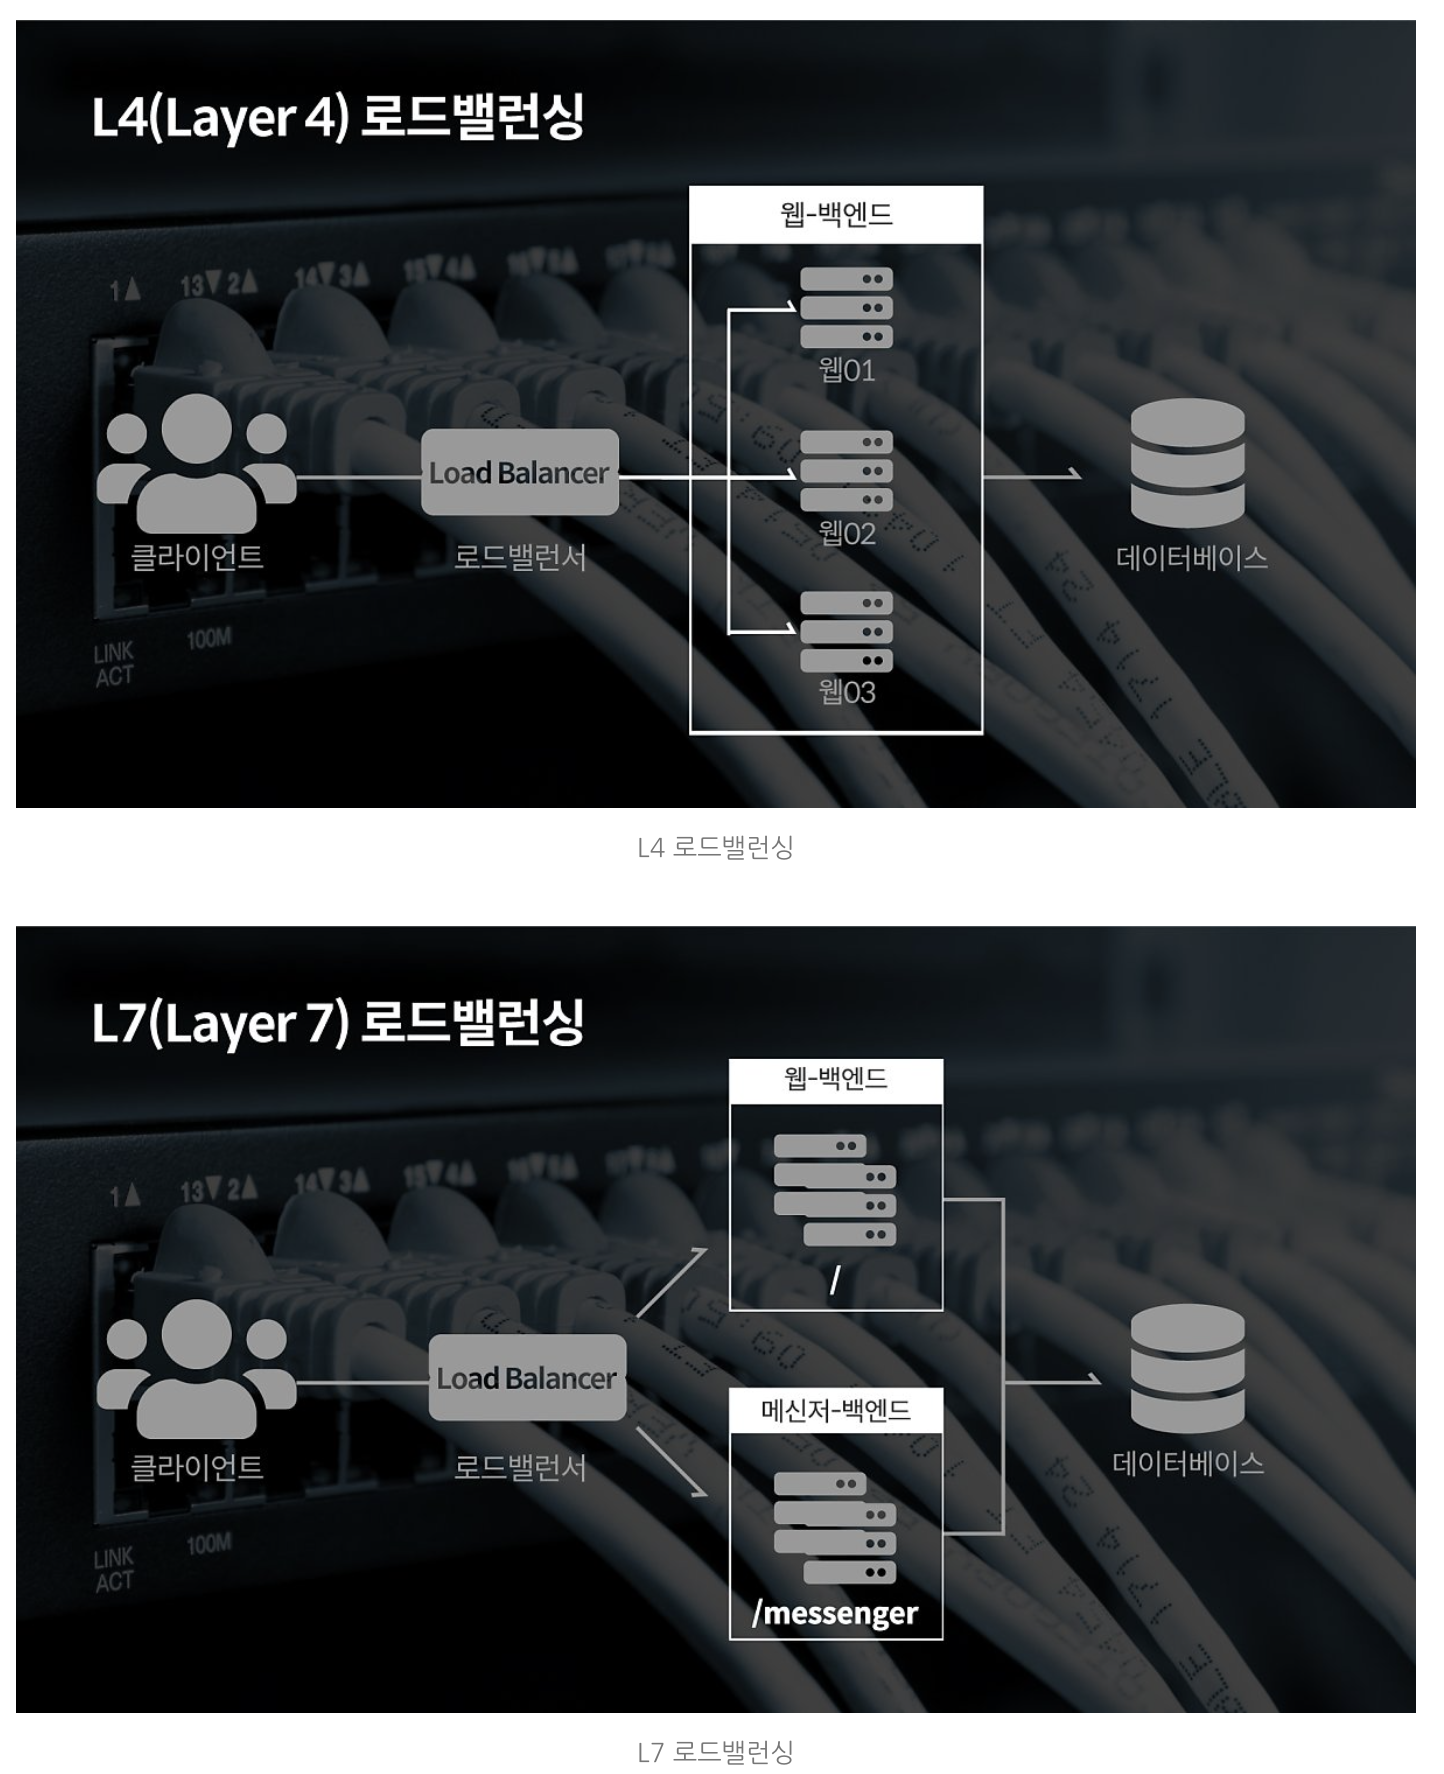 L4(Layer 4) 로드밸런싱
웹-백엔드
1▲ 13▼2▲ 14▼3▲ 15▼4▲
웹01
Load Balancer
웹02
클라이언트
로드밸런서
데이터베이스
100M
LINK
ACT
웹03
L4 로드밸런싱
L7(Layer 7) 로드밸런싱
웹-백엔드
1▲ 13▼2▲ 14▼3▲ 15▼4▲
/
Load Balancer
메신저-백엔드
클라이언트
로드밸런서
데이터베이스
100M
LINK
ACT
/messenger
L7 로드밸런싱